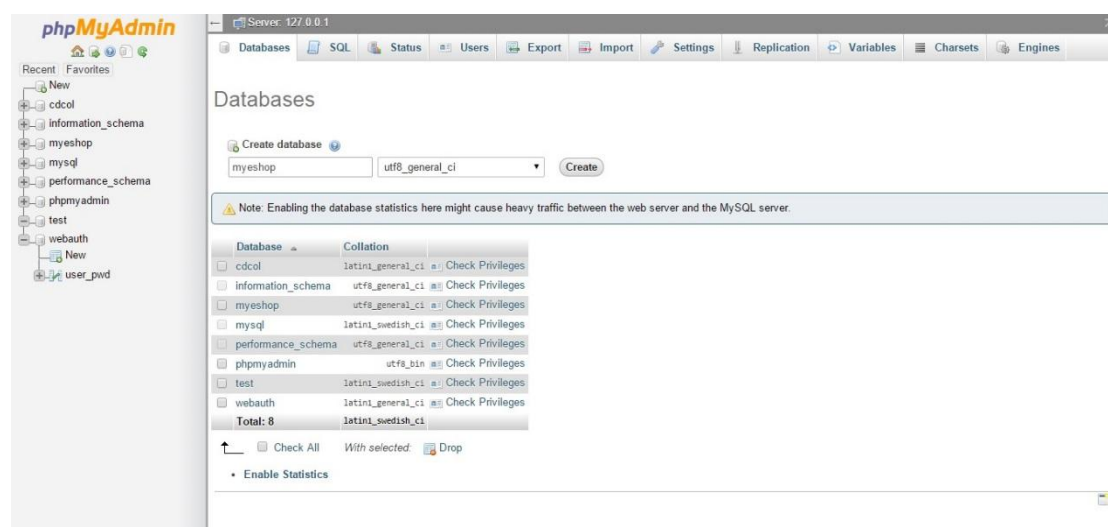 phpMyAdmin
Recent Favorites
New
cdcol
information_schema
myeshop
mysql
performance_schema
phpmyadmin
test
webauth
New
user_pwd
Server: 127.0.0.1
Databases SQL Status Users Export Import Settings Replication Variables Charsets Engines
Databases
Create database
myeshop utf8_general_ci Create
Note: Enabling the database statistics here might cause heavy traffic between the web server and the MySQL server.
Database Collation
cdcol latin1_general_ci Check Privileges
information_schema utf8_general_ci Check Privileges
myeshop utf8_general_ci Check Privileges
mysql latin1_swedish_ci Check Privileges
performance_schema utf8_general_ci Check Privileges
phpmyadmin utf8_bin Check Privileges
test latin1_swedish_ci Check Privileges
webauth latin1_general_ci Check Privileges
Total: 8 latin1_swedish_ci
Check All With selected: Drop
Enable Statistics